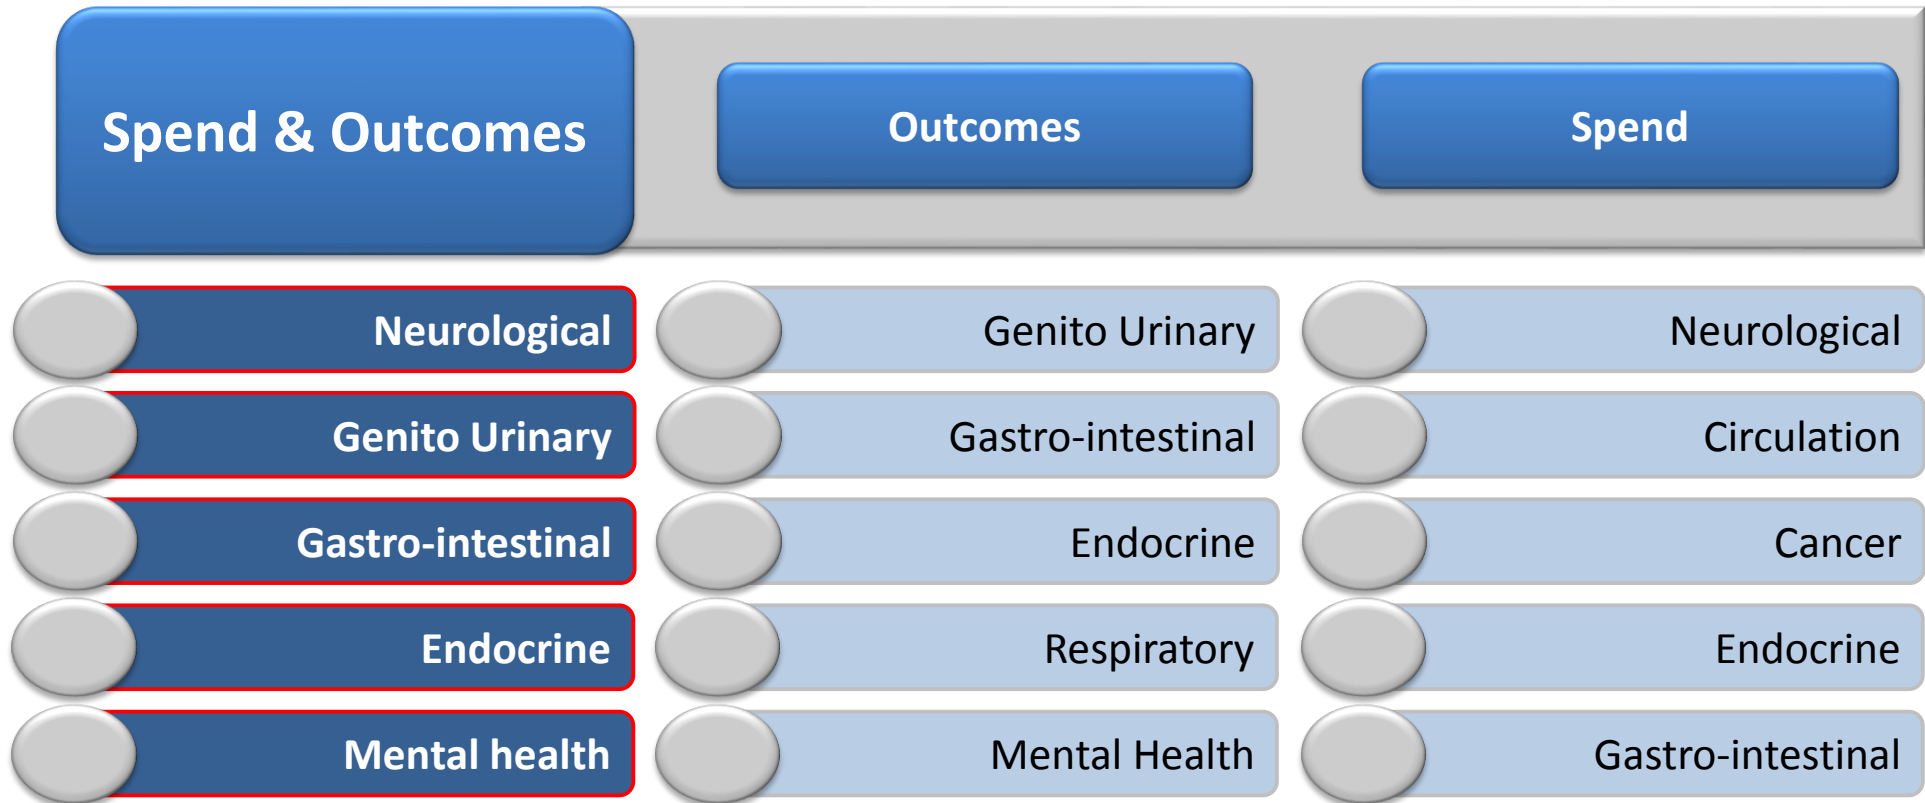 Spend & Outcomes
Outcomes
Spend
Neurological
Genito Urinary
Neurological
Genito Urinary
Gastro-intestinal
Circulation
Gastro-intestinal
Endocrine
Cancer
Endocrine
Respiratory
Endocrine
Mental health
Mental Health
Gastro-intestinal